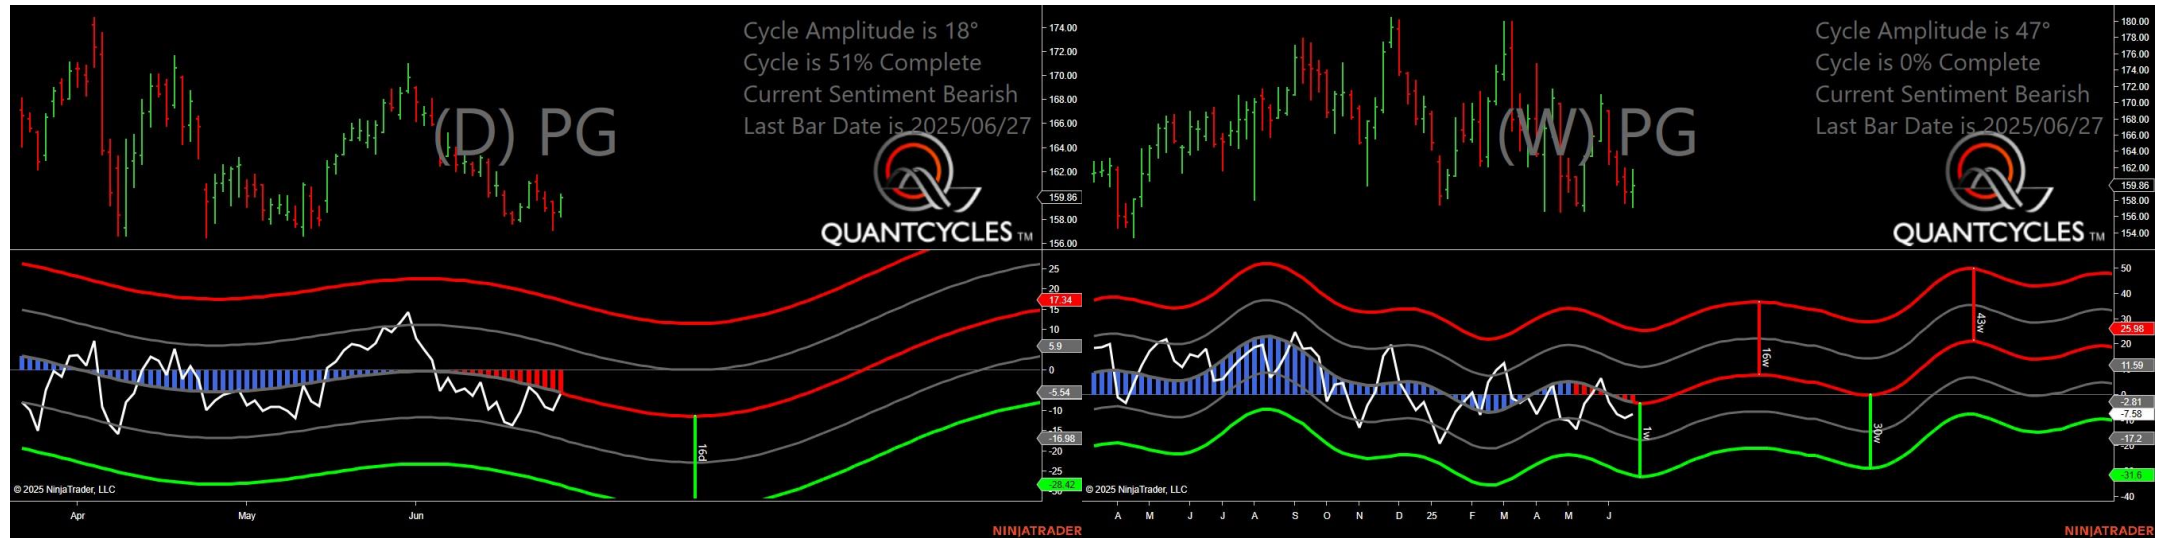 Cycle Amplitude is 18°
Cycle is 51% Complete
Current Sentiment Bearish
Last Bar Date is 2025/06/27
(D) PG
QUANTCYCLES TM
174.00
172.00
170.00
168.00
166.00
164.00
162.00
159.86
158.00
156.00
25
20
17.34
15
10
5.9
0
-5.54
-10
-15
-16.98
-20
-25
-28.42
16d
© 2025 NinjaTrader, LLC
Apr
May
Jun
NINJATRADER
Cycle Amplitude is 47°
Cycle is 0% Complete
Current Sentiment Bearish
Last Bar Date is 2025/06/27
(W) PG
QUANTCYCLES TM
180.00
178.00
176.00
174.00
172.00
170.00
168.00
166.00
164.00
162.00
159.86
158.00
156.00
154.00
50
40
30
25.98
20
11.59
-2.81
-7.58
-17.2
-31.6
-40
1w
16w
30w
43w
© 2025 NinjaTrader, LLC
A
M
J
J
A
S
O
N
D
25
F
M
A
M
J
NINJATRADER